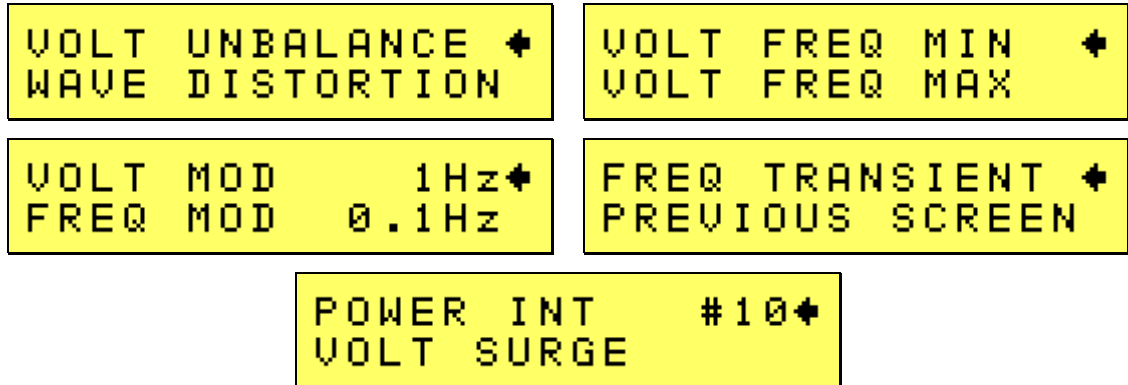 VOLT UNBALANCE
WAVE DISTORTION
VOLT FREQ MIN
VOLT FREQ MAX
VOLT MOD 1Hz
FREQ MOD 0.1Hz
FREQ TRANSIENT
PREVIOUS SCREEN
POWER INT #10
VOLT SURGE